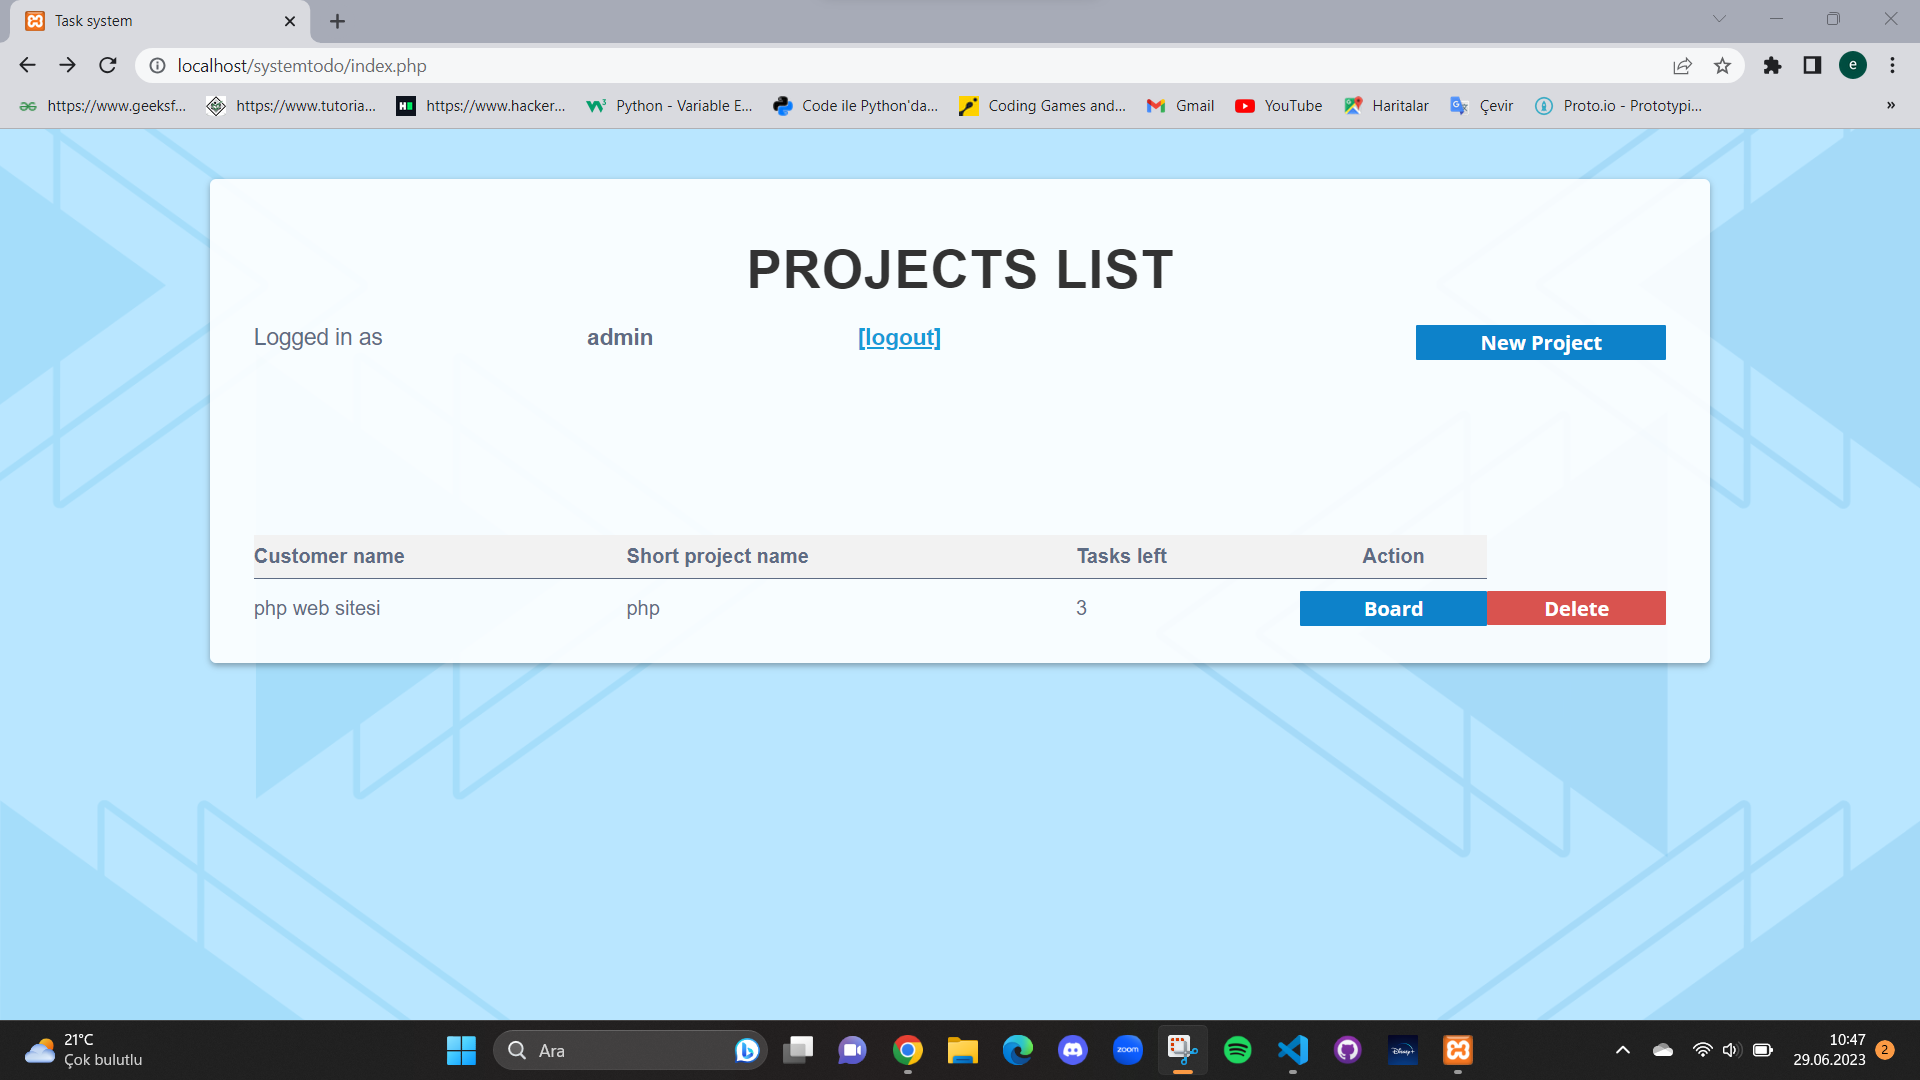 Task system
localhost/systemtodo/index.php
e
https://www.geeksf... https://www.tutoria... https://www.hacker... Python - Variable E... Code ile Python'da... Coding Games and... Gmail YouTube Haritalar Çevir Proto.io - Prototypi... »
PROJECTS LIST
Logged in as admin [logout] New Project
Customer name Short project name Tasks left Action
php web sitesi php 3 Board Delete
21°C
Çok bulutlu
Ara
zoom
Disney+
10:47
29.06.2023
2